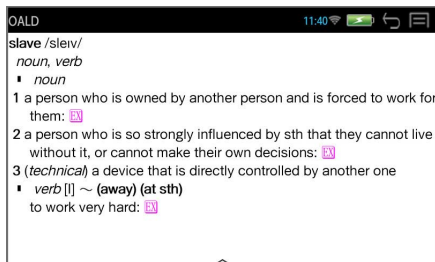 OALD 11:40
slave /sleıv/
noun, verb
▪ noun
1 a person who is owned by another person and is forced to work for
them: EX
2 a person who is so strongly influenced by sth that they cannot live
without it, or cannot make their own decisions: EX
3 (technical) a device that is directly controlled by another one
▪ verb [I] ~ (away) (at sth)
to work very hard: EX